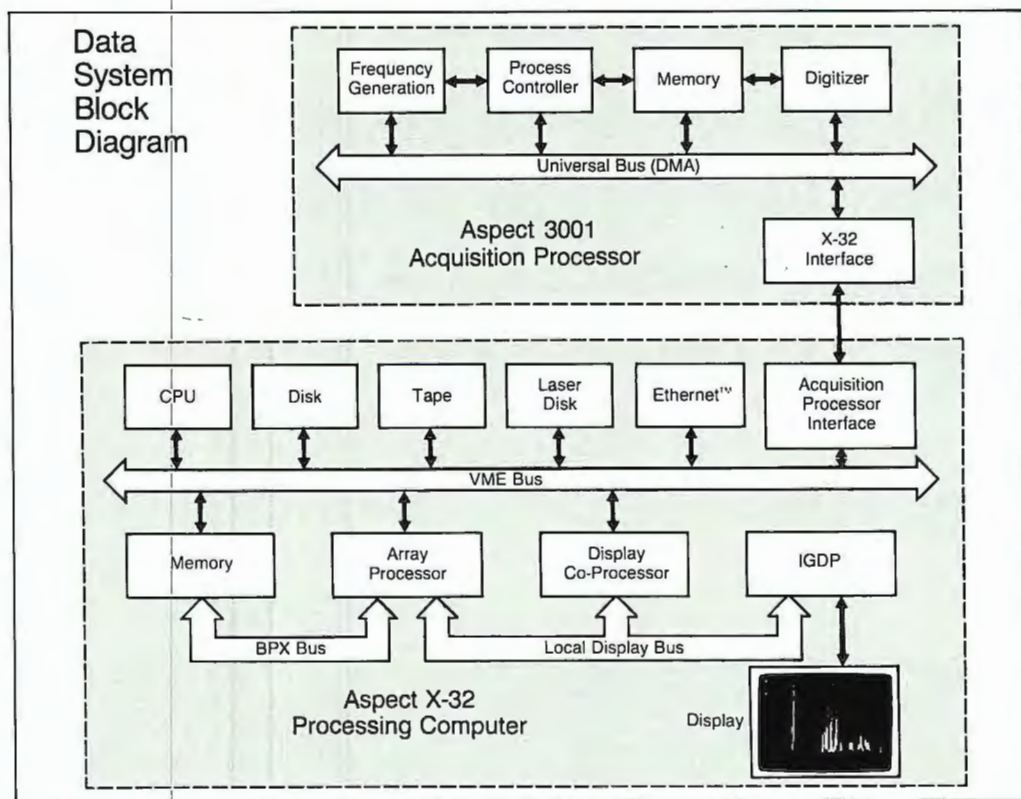 Data
System
Block
Diagram
Frequency
Generation
Process
Controller
Memory
Digitizer
Universal Bus (DMA)
Aspect 3001
Acquisition Processor
X-32
Interface
CPU
Disk
Tape
Laser
Disk
Ethernet™
Acquisition
Processor
Interface
VME Bus
Memory
Array
Processor
Display
Co-Processor
IGDP
BPX Bus
Local Display Bus
Aspect X-32
Processing Computer
Display